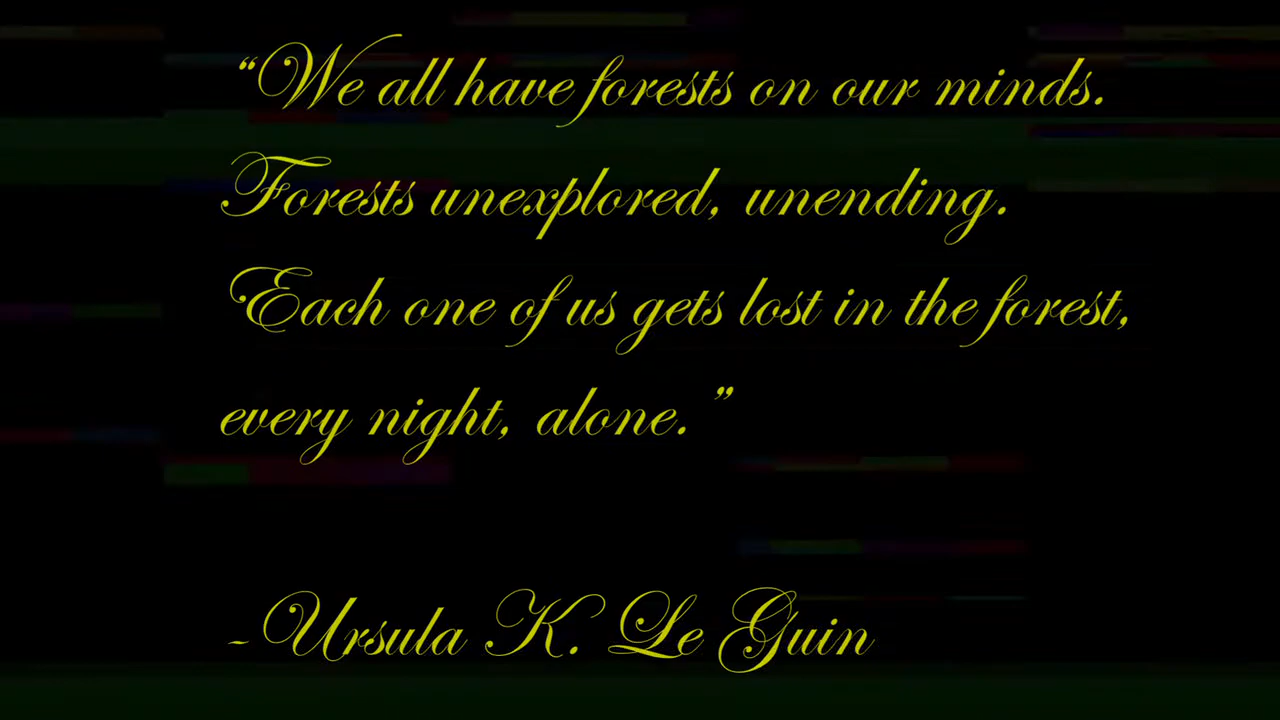 “We all have forests on our minds.
Forests unexplored, unending.
Each one of us gets lost in the forest,
every night, alone.”
-Ursula K. Le Guin